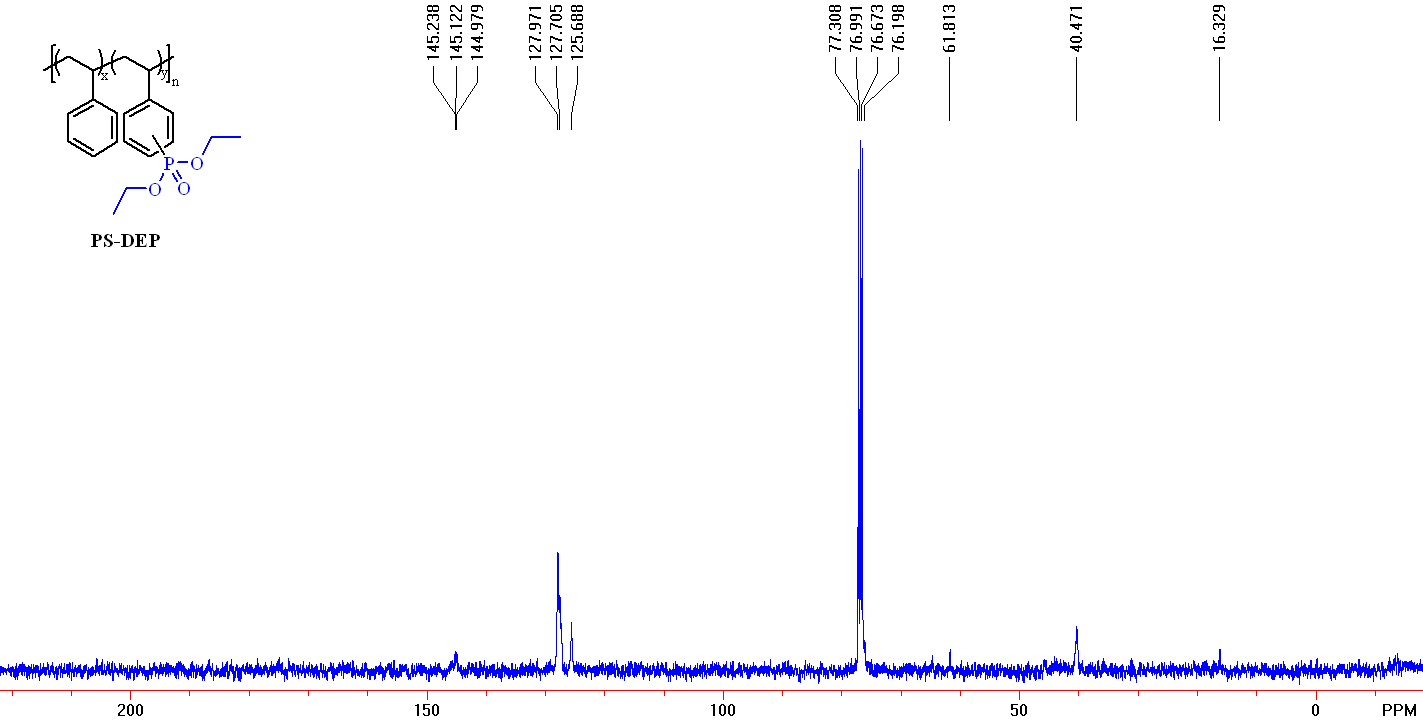 145.238
145.122
144.979
127.971
127.705
125.688
77.308
76.991
76.673
76.198
61.813
40.471
16.329
x
y
n
P
O
O
O
PS-DEP
200 150 100 50 0 PPM